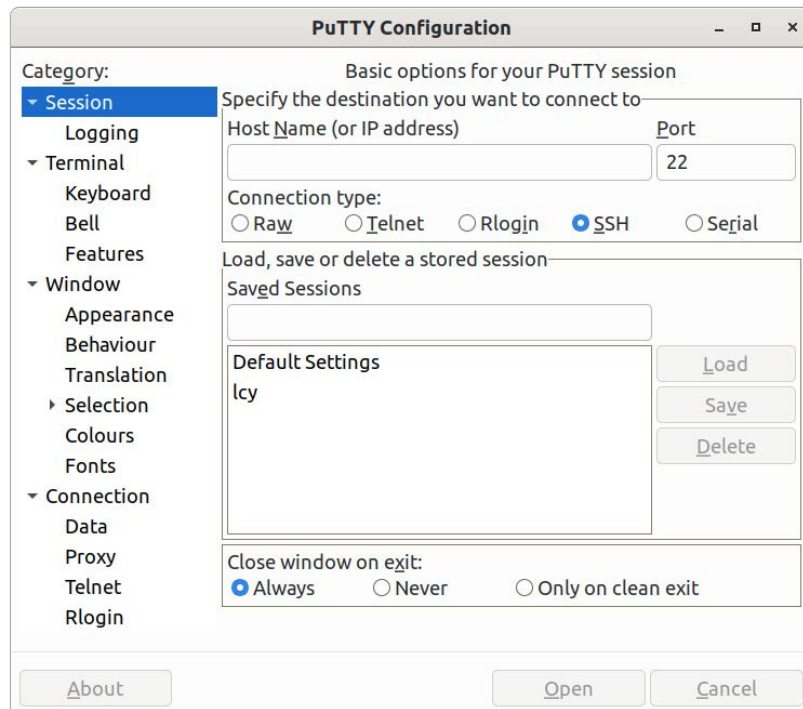 PuTTY Configuration
Category:
Session
Logging
Terminal
Keyboard
Bell
Features
Window
Appearance
Behaviour
Translation
Selection
Colours
Fonts
Connection
Data
Proxy
Telnet
Rlogin
Basic options for your PuTTY session
Specify the destination you want to connect to
Host Name (or IP address) Port
22
Connection type:
Raw Telnet Rlogin SSH Serial
Load, save or delete a stored session
Saved Sessions
Default Settings
lcy
Load
Save
Delete
Close window on exit:
Always Never Only on clean exit
About Open Cancel